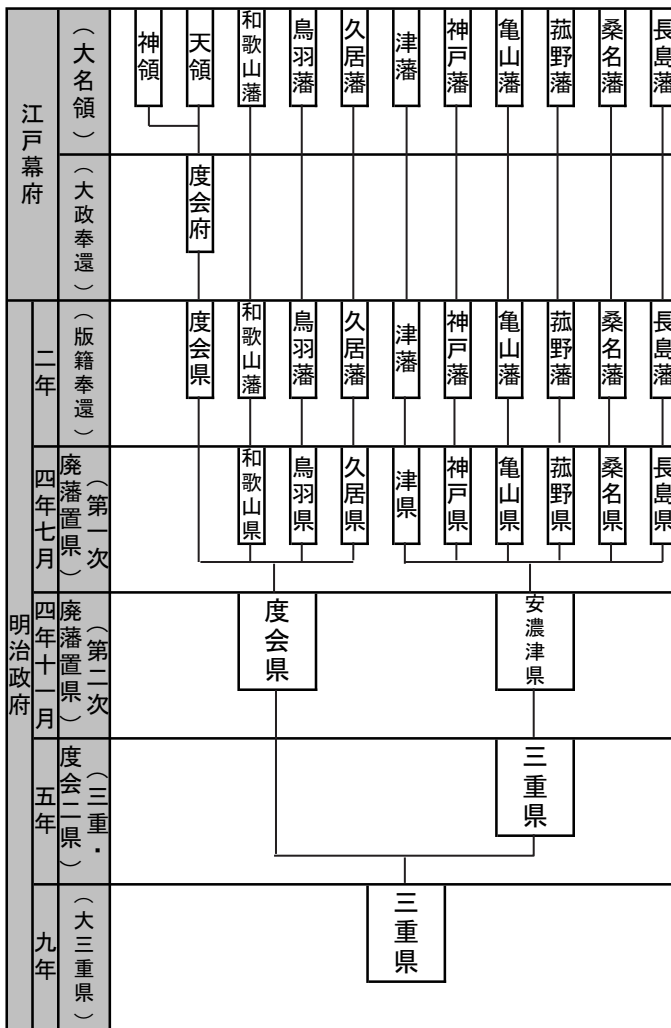 江戸幕府
（大名領）
神領
天領
和歌山藩
鳥羽藩
久居藩
津藩
神戸藩
亀山藩
菰野藩
桑名藩
長島藩
（大政奉還）
度会府
明治政府
二年
（版籍奉還）
度会県
和歌山藩
鳥羽藩
久居藩
津藩
神戸藩
亀山藩
菰野藩
桑名藩
長島藩
四年七月
（第一次
廃藩置県）
和歌山県
鳥羽県
久居県
津県
神戸県
亀山県
菰野県
桑名県
長島県
四年十一月
（第二次
廃藩置県）
度会県
安濃津県
五年
（三重・
度会二県）
三重県
九年
（大三重県）
三重県